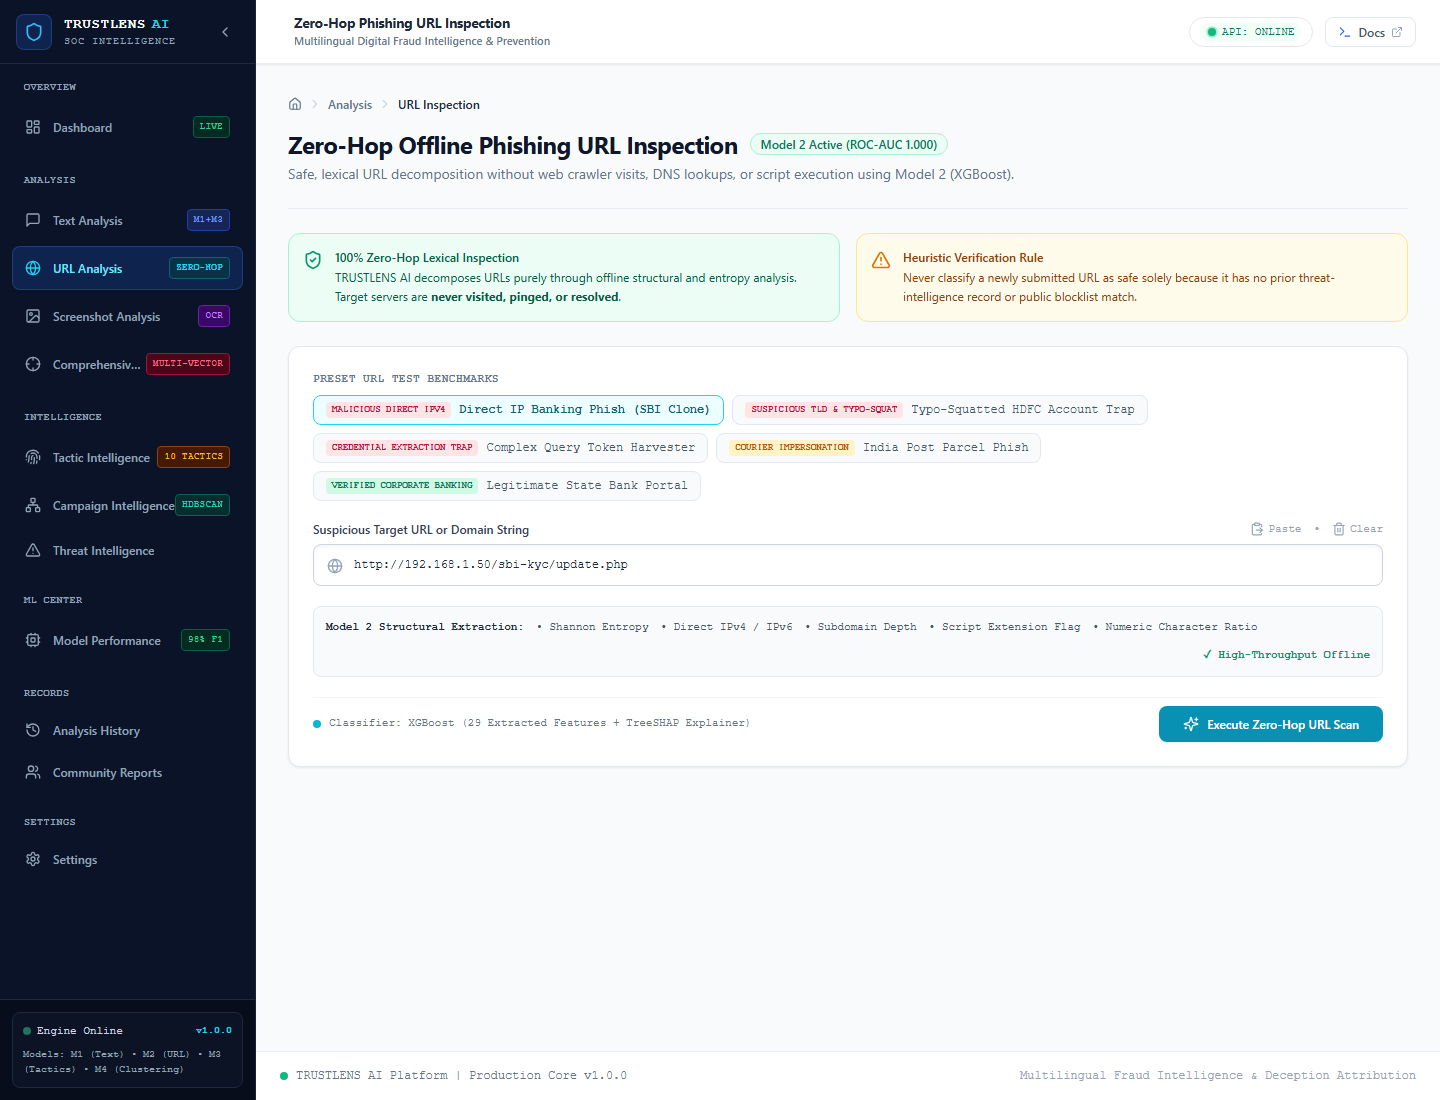 TRUSTLENS AI
SOC INTELLIGENCE
OVERVIEW
Dashboard LIVE
ANALYSIS
Text Analysis M1+M3
URL Analysis ZERO-HOP
Screenshot Analysis OCR
Comprehensiv... MULTI-VECTOR
INTELLIGENCE
Tactic Intelligence 10 TACTICS
Campaign Intelligence HDBSCAN
Threat Intelligence
ML CENTER
Model Performance 98% F1
RECORDS
Analysis History
Community Reports
SETTINGS
Settings
Engine Online v1.0.0
Models: M1 (Text) • M2 (URL) • M3
(Tactics) • M4 (Clustering)
Zero-Hop Phishing URL Inspection
Multilingual Digital Fraud Intelligence & Prevention
API: ONLINE
Docs
Analysis URL Inspection
Zero-Hop Offline Phishing URL Inspection Model 2 Active (ROC-AUC 1.000)
Safe, lexical URL decomposition without web crawler visits, DNS lookups, or script execution using Model 2 (XGBoost).
100% Zero-Hop Lexical Inspection
TRUSTLENS AI decomposes URLs purely through offline structural and entropy analysis.
Target servers are never visited, pinged, or resolved.
Heuristic Verification Rule
Never classify a newly submitted URL as safe solely because it has no prior threat-
intelligence record or public blocklist match.
PRESET URL TEST BENCHMARKS
MALICIOUS DIRECT IPV4 Direct IP Banking Phish (SBI Clone)
SUSPICIOUS TLD & TYPO-SQUAT Typo-Squatted HDFC Account Trap
CREDENTIAL EXTRACTION TRAP Complex Query Token Harvester
COURIER IMPERSONATION India Post Parcel Phish
VERIFIED CORPORATE BANKING Legitimate State Bank Portal
Suspicious Target URL or Domain String
Paste • Clear
http://192.168.1.50/sbi-kyc/update.php
Model 2 Structural Extraction: • Shannon Entropy • Direct IPv4 / IPv6 • Subdomain Depth • Script Extension Flag • Numeric Character Ratio
✓ High-Throughput Offline
Classifier: XGBoost (29 Extracted Features + TreeSHAP Explainer)
Execute Zero-Hop URL Scan
TRUSTLENS AI Platform | Production Core v1.0.0
Multilingual Fraud Intelligence & Deception Attribution